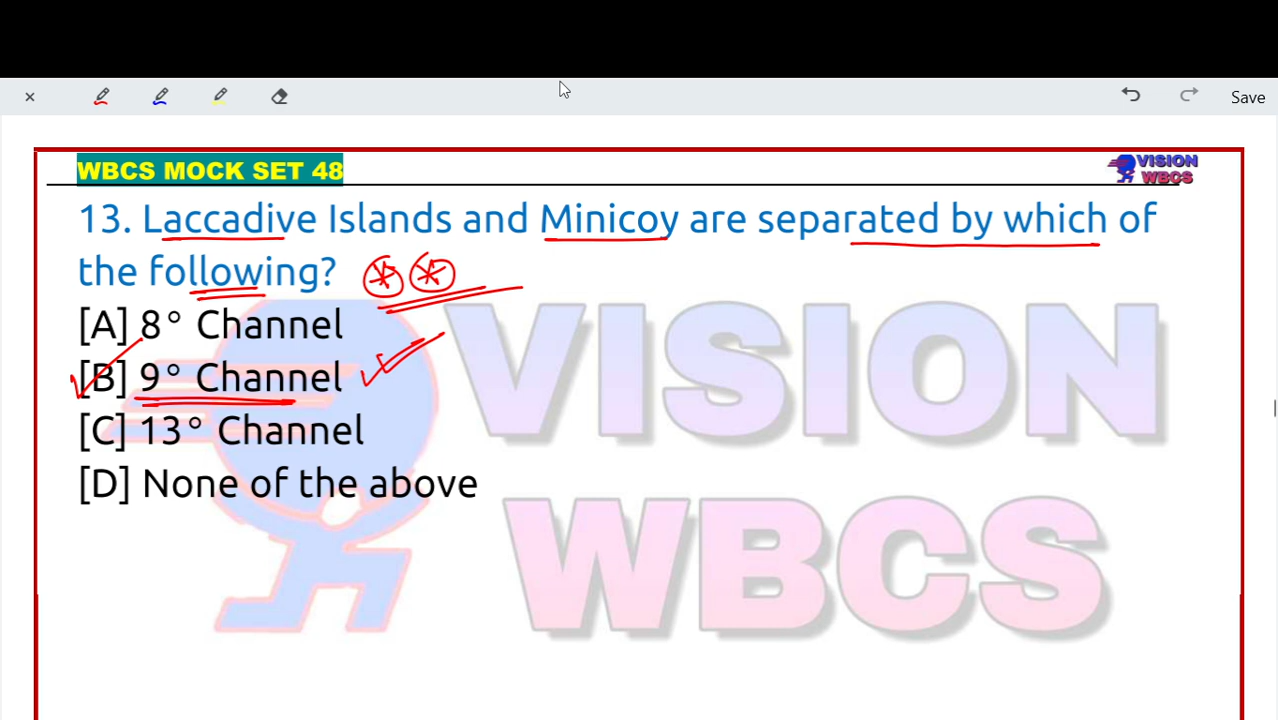 Save
WBCS MOCK SET 48
VISION
WBCS
13. Laccadive Islands and Minicoy are separated by which of
the following?
[A] 8° Channel
[B] 9° Channel
[C] 13° Channel
[D] None of the above
VISION
WBCS